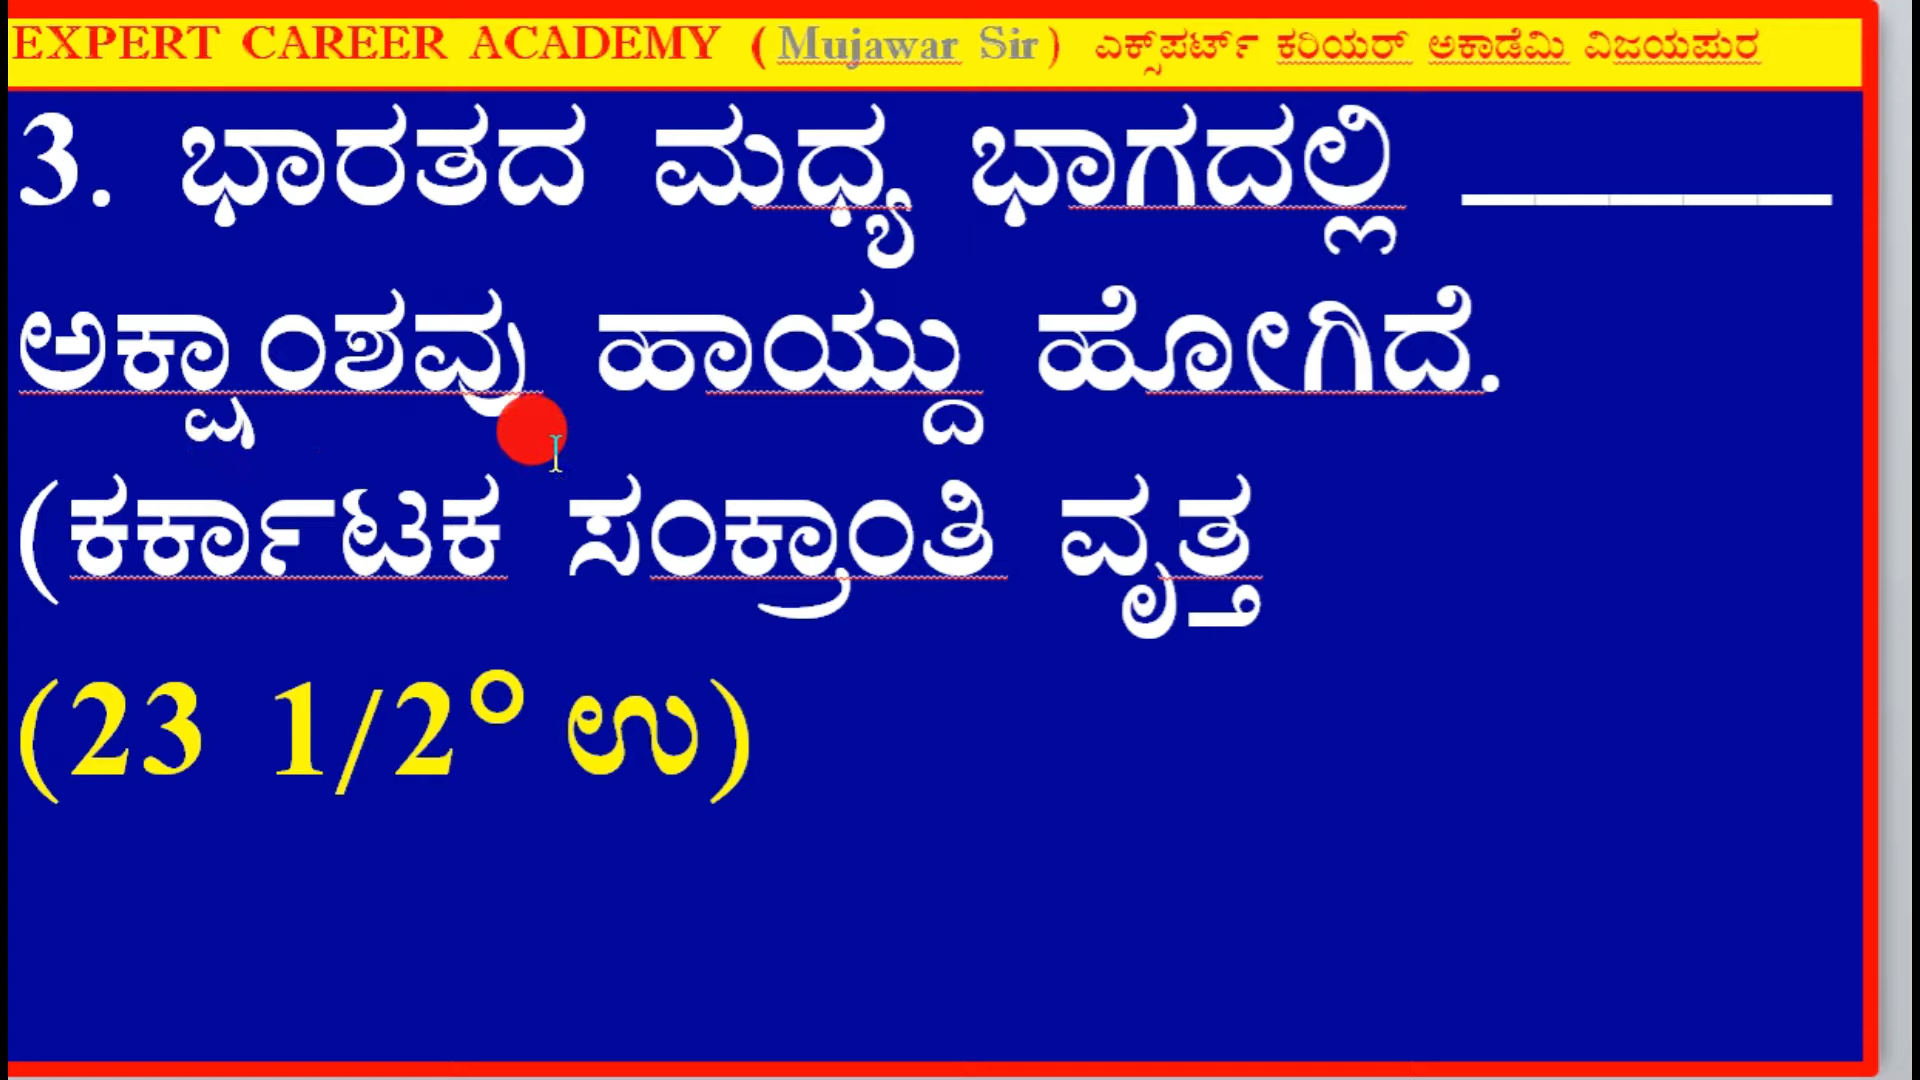 EXPERT CAREER ACADEMY (Mujawar Sir) ಎಕ್ಸ್‌ಪರ್ಟ್ ಕರಿಯರ್ ಅಕಾಡೆಮಿ ವಿಜಯಪುರ
3. ಭಾರತದ ಮಧ್ಯ ಭಾಗದಲ್ಲಿ _____
ಅಕ್ಷಾಂಶವು ಹಾಯ್ದು ಹೋಗಿದೆ.
(ಕರ್ಕಾಟಕ ಸಂಕ್ರಾಂತಿ ವೃತ್ತ
(23 1/2° ಉ)